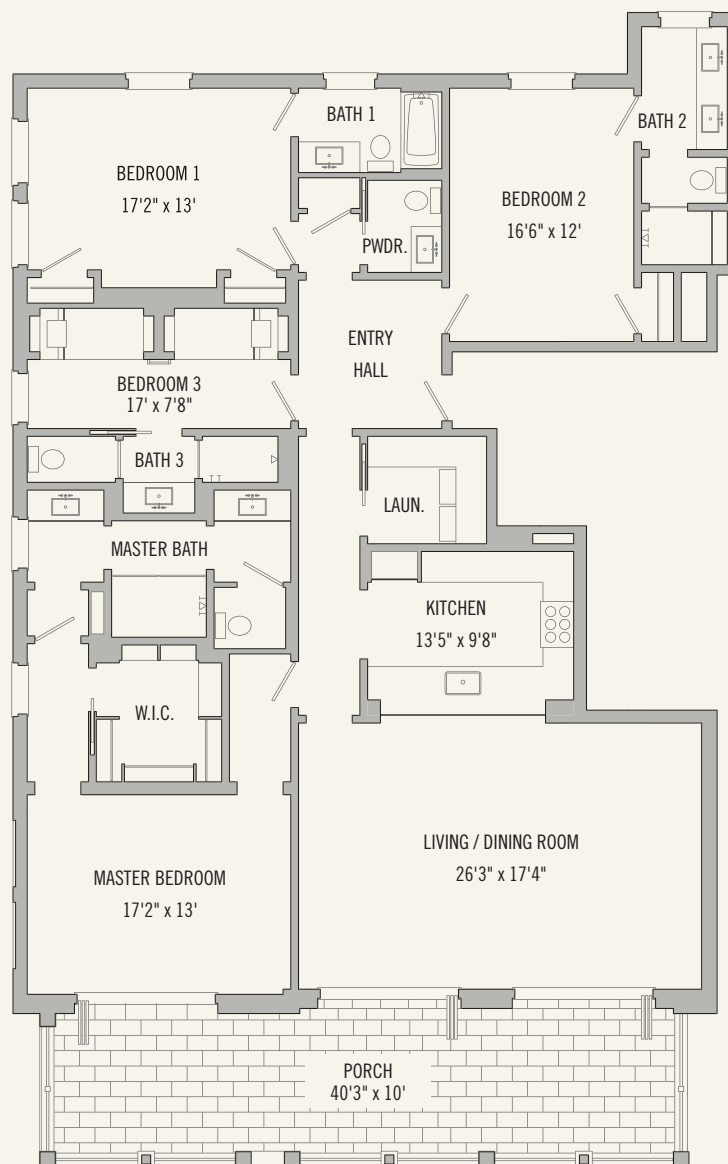 BATH 1
BATH 2
BEDROOM 1
17'2" x 13'
BEDROOM 2
16'6" x 12'
PWDR.
ENTRY
HALL
BEDROOM 3
17' x 7'8"
BATH 3
LAUN.
MASTER BATH
KITCHEN
13'5" x 9'8"
W.I.C.
LIVING / DINING ROOM
26'3" x 17'4"
MASTER BEDROOM
17'2" x 13'
PORCH
40'3" x 10'